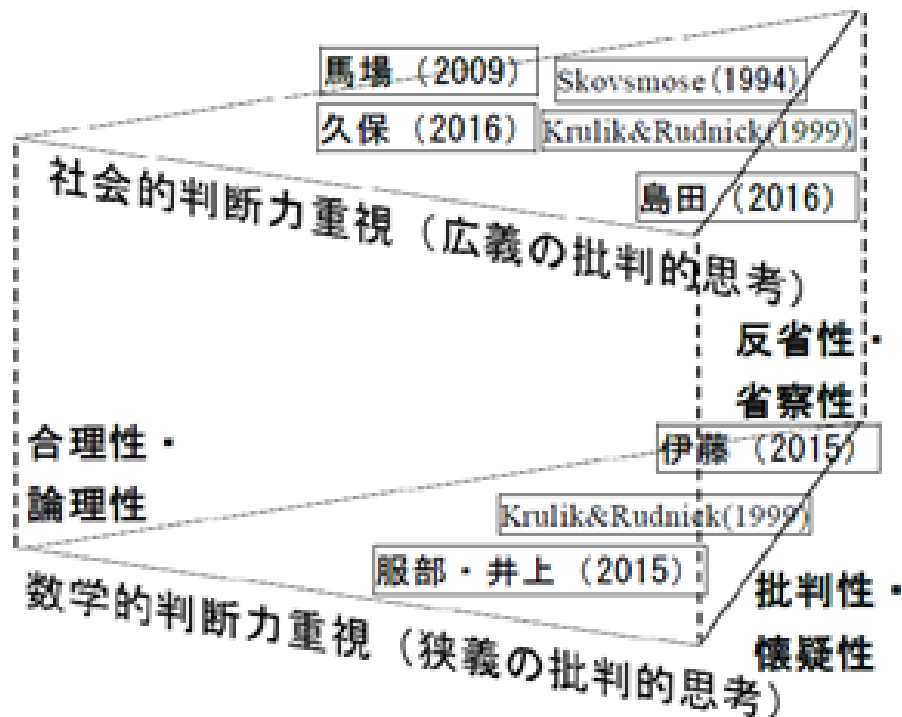 馬場（2009）
Skovsmose(1994)
久保（2016）
Krulik&Rudnick(1999)
島田（2016）
社会的判断力重視（広義の批判的思考）
反省性・
省察性
合理性・
論理性
伊藤（2015）
Krulik&Rudnick(1999)
服部・井上（2015）
批判性・
懐疑性
数学的判断力重視（狭義の批判的思考）